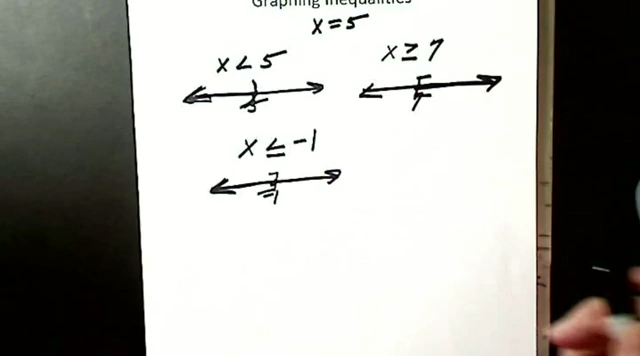 Graphing Inequalities
x = 5
x < 5
x ≥ 7
5
7
x ≤ -1
-1